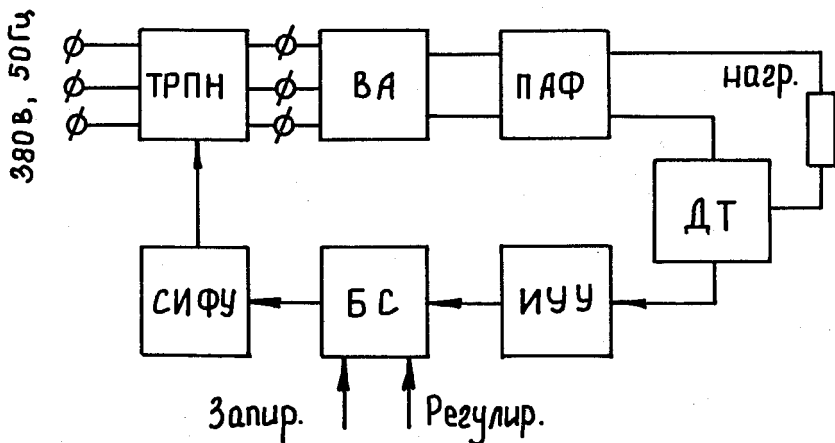 380 В, 50 Гц
ТРПН
ВА
ПАФ
нагр.
ДТ
СИФУ
БС
ИУУ
Запир.
Регулир.